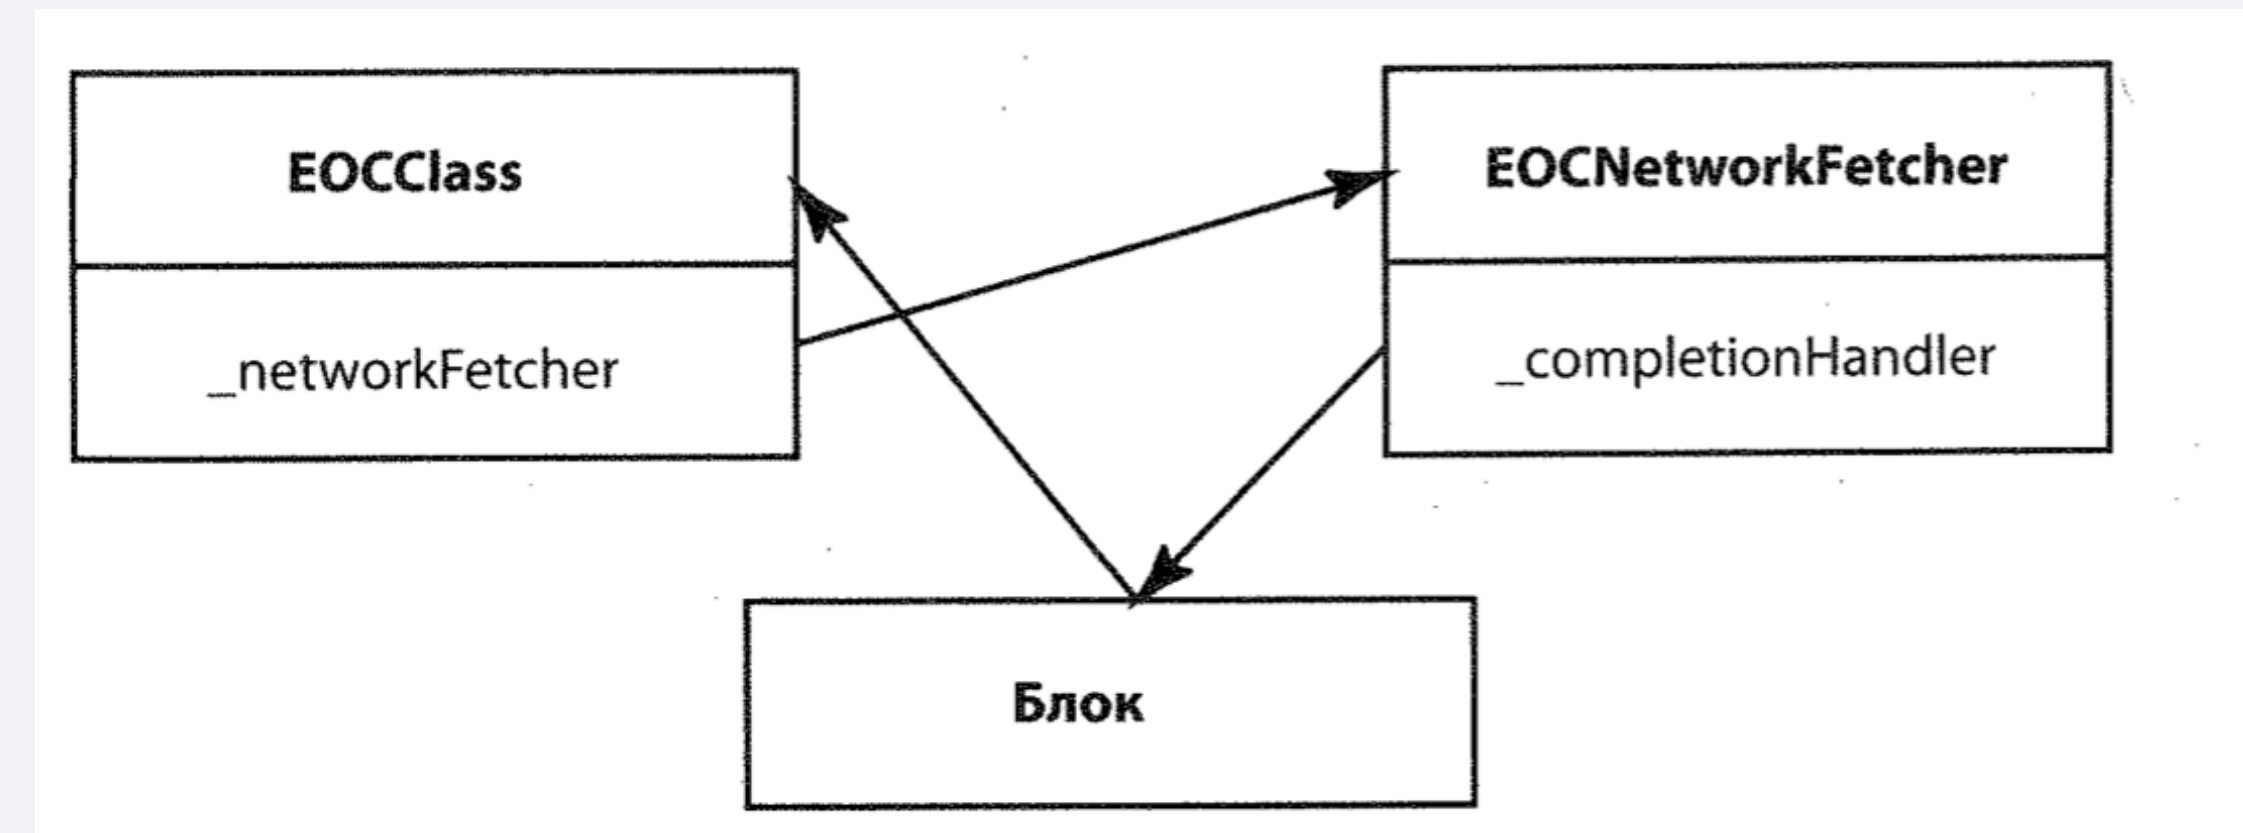 EOCClass
EOCNetworkFetcher
_networkFetcher
_completionHandler
Блок